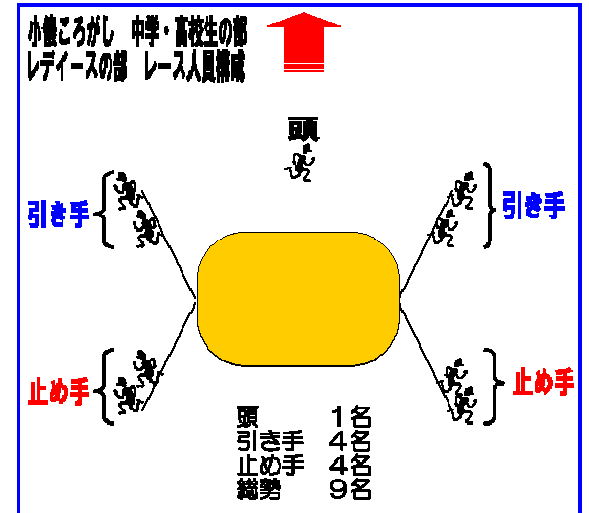 小俵ころがし　中学・高校生の部
レディースの部　レース人員構成
頭
引き手
引き手
止め手
止め手
頭　１名
引き手　４名
止め手　４名
総勢　９名